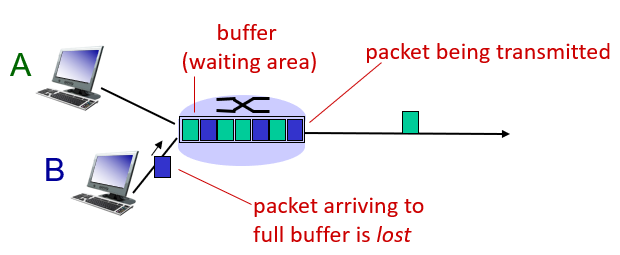 buffer
(waiting area)
packet being transmitted
A
B
packet arriving to
full buffer is lost